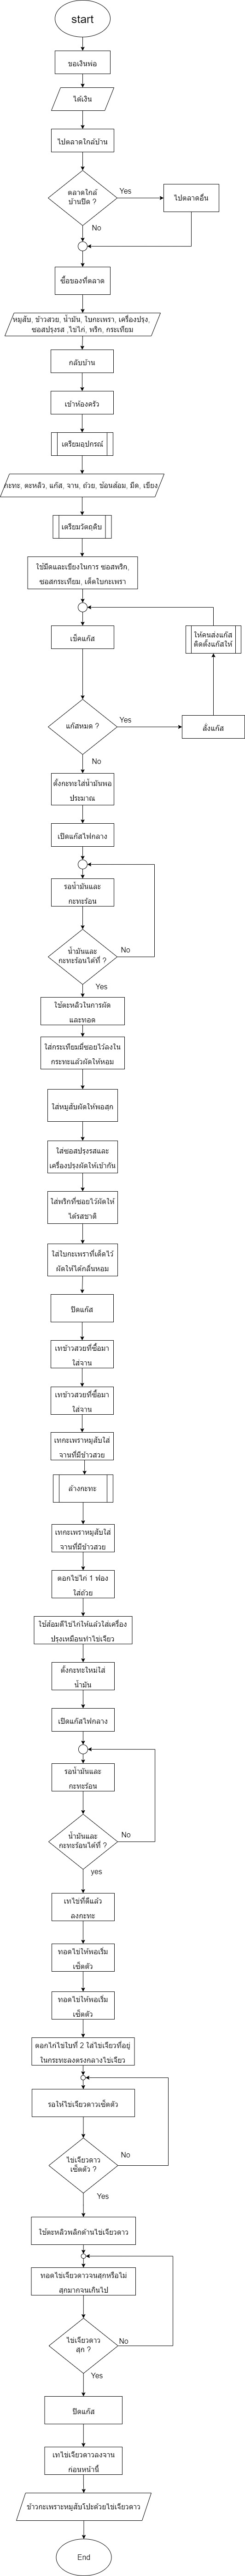 start
ขอเงินพ่อ
ได้เงิน
ไปตลาดใกล้บ้าน
ตลาดใกล้
บ้านปิด ?
Yes
ไปตลาดอื่น
No
ซื้อของที่ตลาด
หมูสับ, ข้าวสวย, น้ำมัน, ใบกะเพรา, เครื่องปรุง,
ซอสปรุงรส ,ไข่ไก่, พริก, กระเทียม
กลับบ้าน
เข้าห้องครัว
เตรียมอุปกรณ์
กะทะ, ตะหลิว, แก๊ส, จาน, ถ้วย, ช้อนส้อม, มีด, เขียง
เตรียมวัตถุดิบ
ใช้มีดและเขียงในการ ซอสพริก,
ซอสกระเทียม, เด็ดใบกะเพรา
เช็คแก๊ส
ให้คนส่งแก๊ส
ติดตั้งแก๊สให้
แก๊สหมด ?
Yes
สั่งแก๊ส
No
ตั้งกะทะใส่น้ำมันพอ
ประมาณ
เปิดแก๊สไฟกลาง
รอน้ำมันและ
กะทะร้อน
น้ำมันและ
กะทะร้อนได้ที่ ?
No
Yes
ใช้ตะหลิวในการผัด
และทอด
ใส่กระเทียมมี่ซอยไว้ลงใน
กระทะแล้วผัดให้หอม
ใส่หมูสับผัดให้พอสุก
ใส่ซอสปรุงรสและ
เครื่องปรุงผัดให้เข้ากัน
ใส่พริกที่ซอยไว้ผัดให้
ได้รสชาติ
ใส่ใบกะเพราที่เด็ดไว้
ผัดให้ได้กลิ่นหอม
ปิดแก๊ส
เทข้าวสวยที่ซื้อมา
ใส่จาน
เทข้าวสวยที่ซื้อมา
ใส่จาน
เทกะเพราหมูสับใส่
จานที่มีข้าวสวย
ล้างกะทะ
เทกะเพราหมูสับใส่
จานที่มีข้าวสวย
ตอกไข่ไก่ 1 ฟอง
ใส่ถ้วย
ใช้ส้อมตีไข่ไก่ให้แล้วใส่เครื่อง
ปรุงเหมือนทำไข่เจียว
ตั้งกะทะใหม่ใส่
น้ำมัน
เปิดแก๊สไฟกลาง
รอน้ำมันและ
กะทะร้อน
น้ำมันและ
กะทะร้อนได้ที่ ?
No
yes
เทไข่ที่ตีแล้ว
ลงกะทะ
ทอดไข่ให้พอเริ่ม
เซ็ตตัว
ทอดไข่ให้พอเริ่ม
เซ็ตตัว
ตอกไก่ไข่ใบที่ 2 ใส่ไข่เจียวที่อยู่
ในกระทะลงตรงกลางไข่เจียว
รอให้ไข่เจียวดาวเซ็ตตัว
ไข่เจียวดาว
เซ็ตตัว ?
No
Yes
ใช้ตะหลิวพลิกด้านไข่เจียวดาว
ทอดไข่เจียวดาวจนสุกหรือไม่
สุกมากจนเกินไป
ไข่เจียวดาว
สุก ?
No
Yes
ปิดแก๊ส
เทไข่เจียวดาวลงจาน
ก่อนหน้านี้
ข้าวกะเพราะหมูสับโปะด้วยไข่เจียวดาว
End